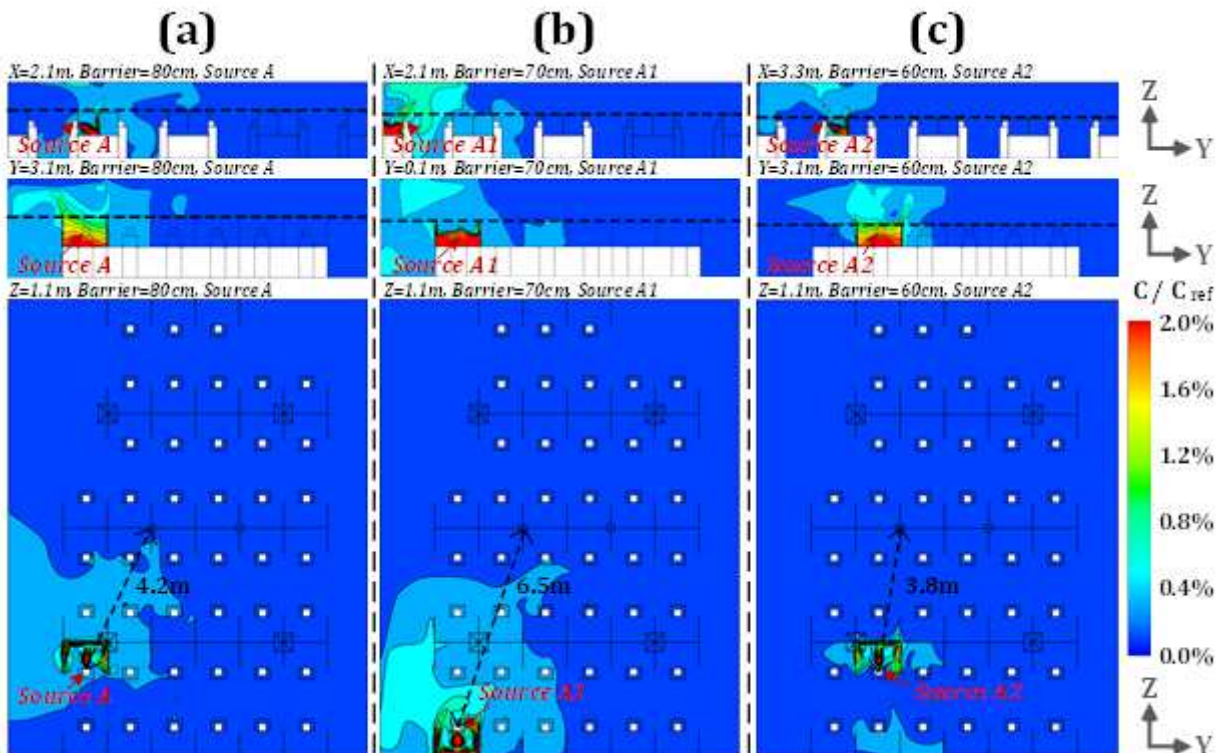 (a)
(b)
(c)
X=2.1m, Barrier=80cm, Source A
X=2.1m, Barrier=70cm, Source A1
X=3.3m, Barrier=60cm, Source A2
Source A
Source A1
Source A2
Z
Y
Y=3.1m, Barrier=80cm, Source A
Y=0.1m, Barrier=70cm, Source A1
Y=3.1m, Barrier=60cm, Source A2
Source A
Source A1
Source A2
Z
Y
Z=1.1m, Barrier=80cm, Source A
Z=1.1m, Barrier=70cm, Source A1
Z=1.1m, Barrier=60cm, Source A2
C / C ref
2.0%
1.6%
1.2%
0.8%
0.4%
0.0%
4.2m
6.5m
3.8m
Source A
Source A1
Source A2
Z
Y